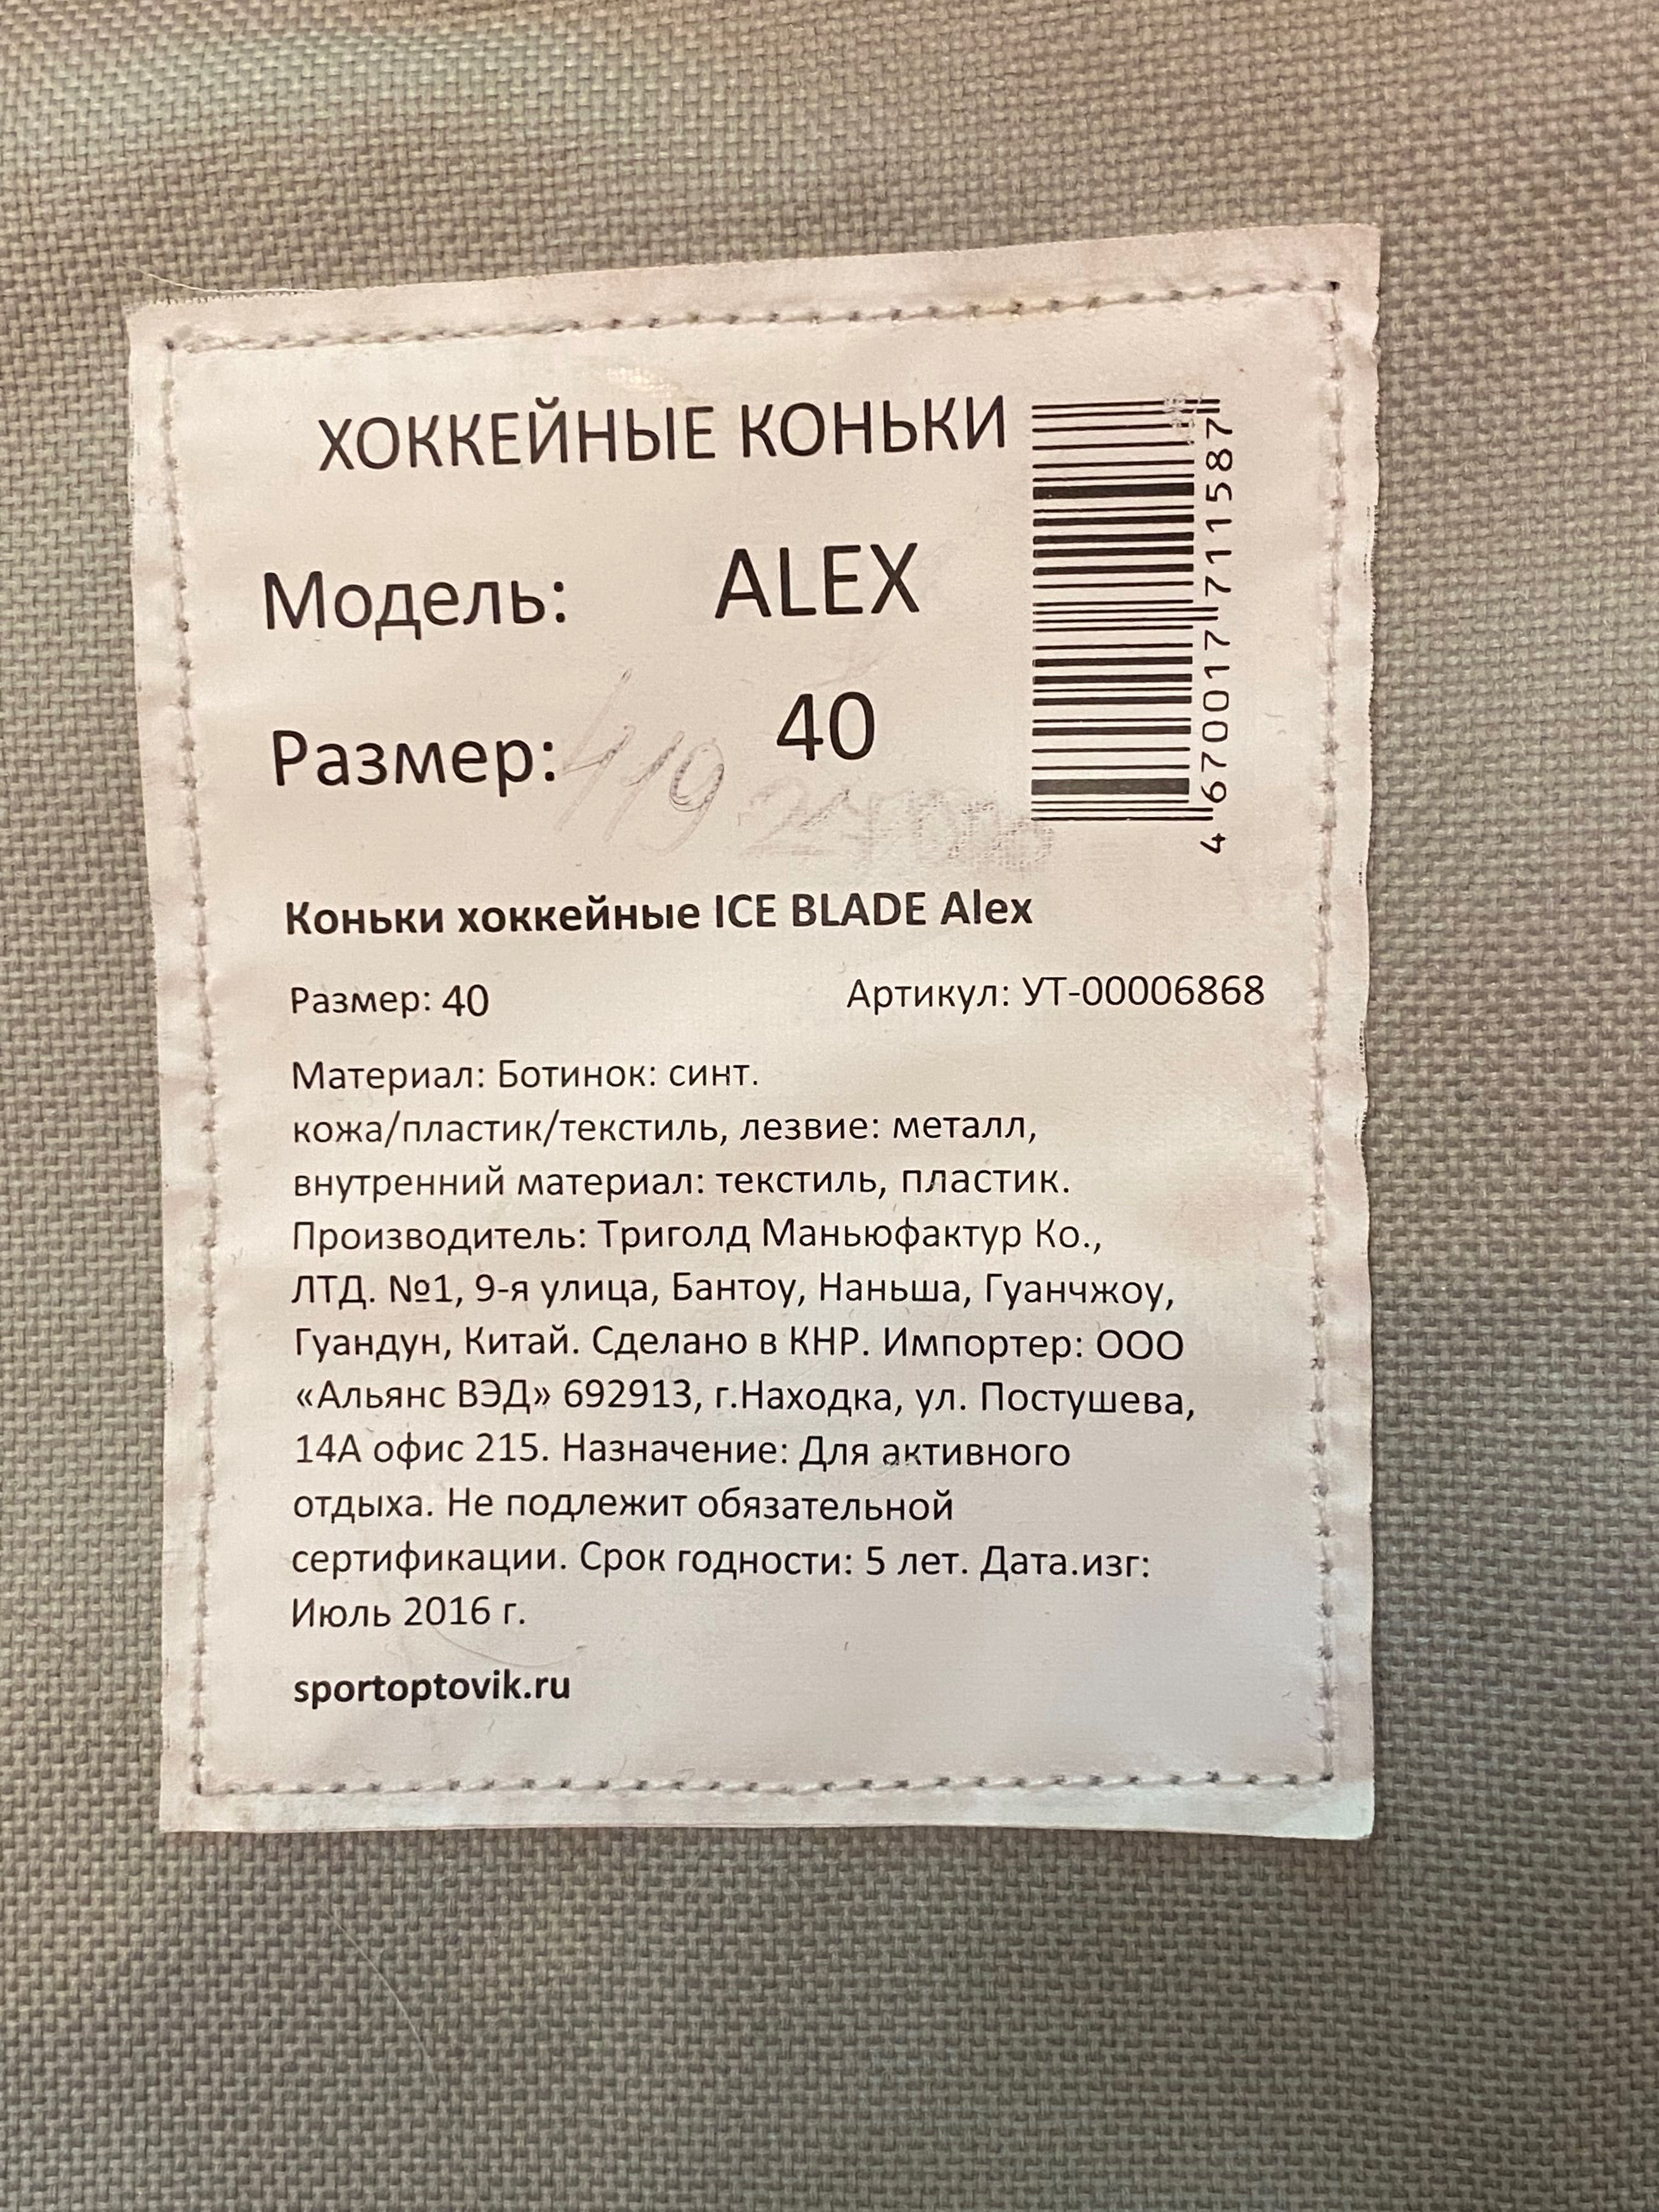 ХОККЕЙНЫЕ КОНЬКИ
Модель: ALEX
Размер: 40
4 670017 711587
Коньки хоккейные ICE BLADE Alex
Размер: 40 Артикул: УТ-00006868
Материал: Ботинок: синт.
кожа/пластик/текстиль, лезвие: металл,
внутренний материал: текстиль, пластик.
Производитель: Триголд Маньюфактур Ко.,
ЛТД. №1, 9-я улица, Бантоу, Наньша, Гуанчжоу,
Гуандун, Китай. Сделано в КНР. Импортер: ООО
«Альянс ВЭД» 692913, г.Находка, ул. Постушева,
14А офис 215. Назначение: Для активного
отдыха. Не подлежит обязательной
сертификации. Срок годности: 5 лет. Дата.изг:
Июль 2016 г.
sportoptovik.ru